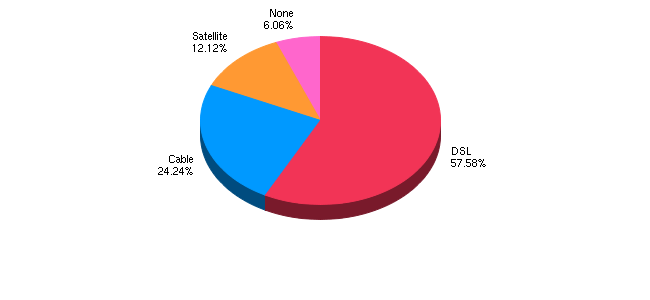 None
6.06%
Satellite
12.12%
DSL
57.58%
Cable
24.24%